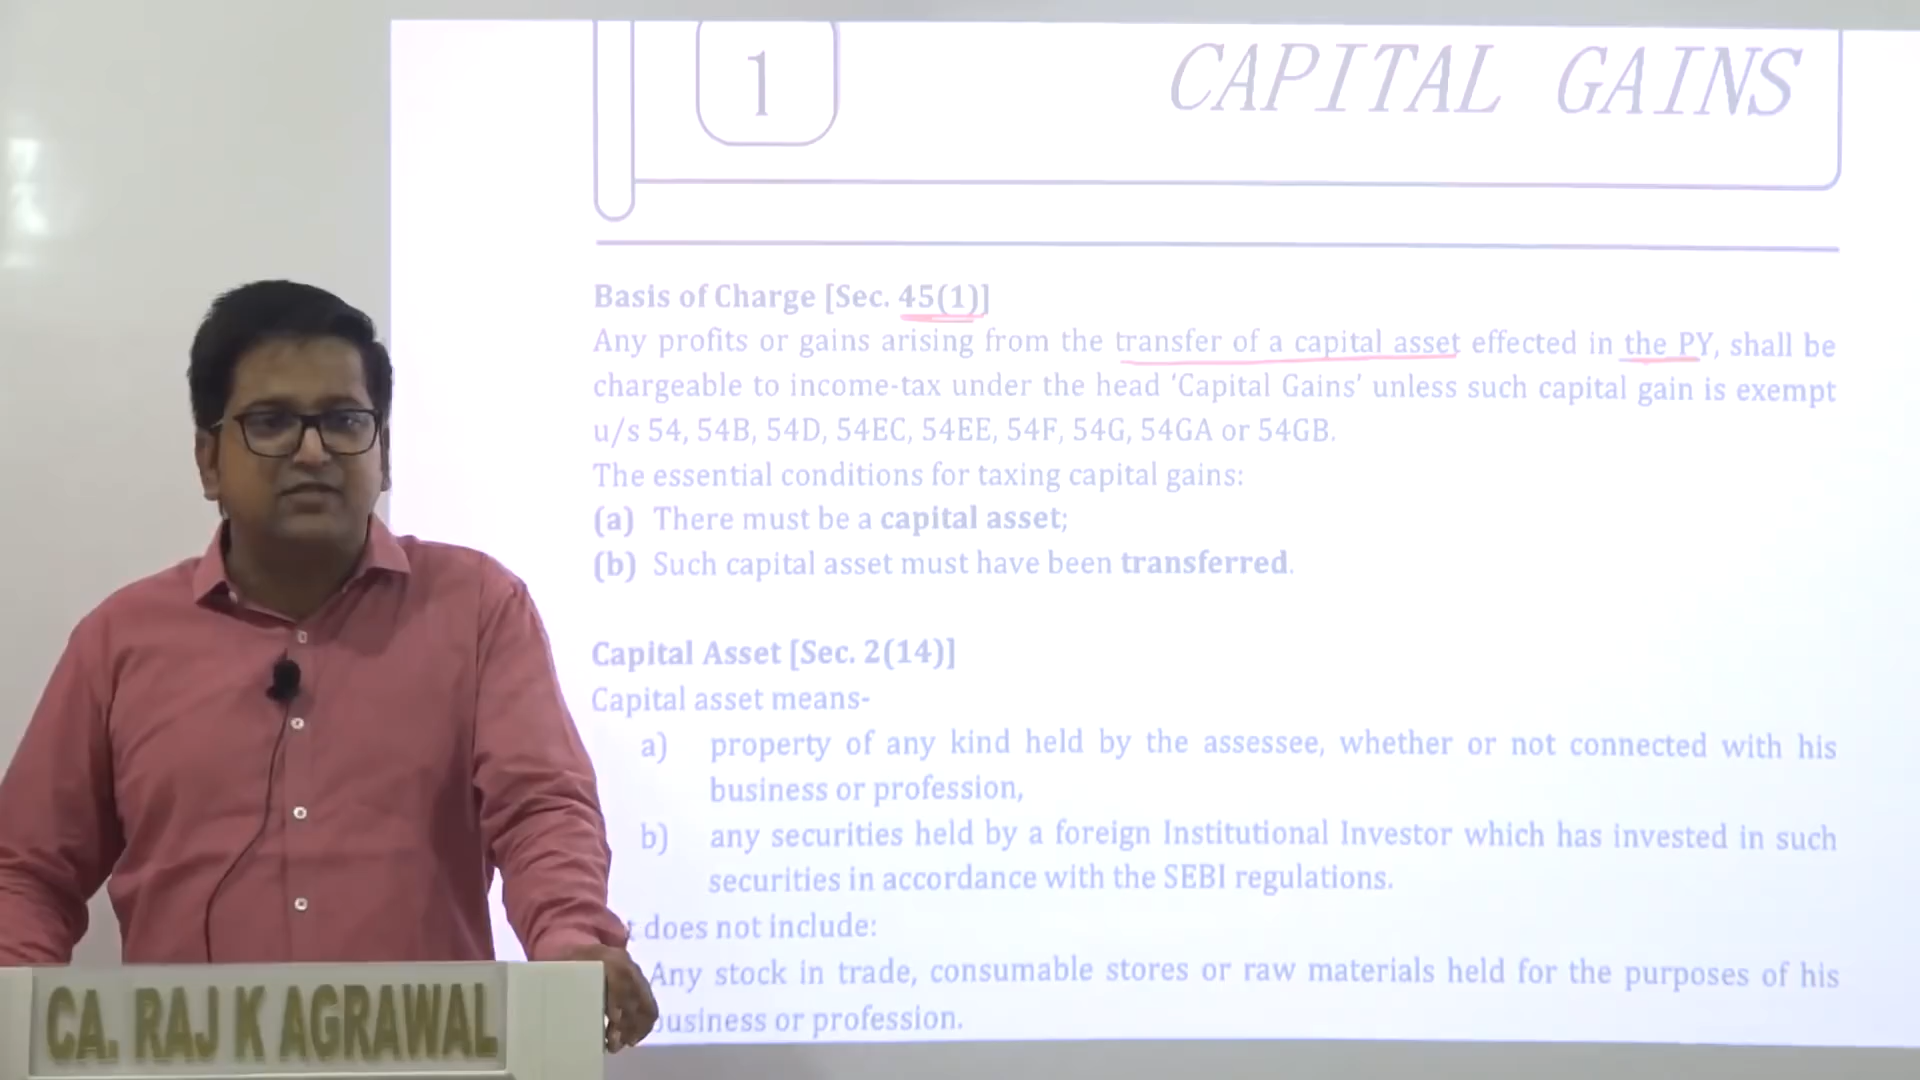 1
CAPITAL GAINS
Basis of Charge [Sec. 45(1)]
Any profits or gains arising from the transfer of a capital asset effected in the PY, shall be
chargeable to income-tax under the head ‘Capital Gains’ unless such capital gain is exempt
u/s 54, 54B, 54D, 54EC, 54EE, 54F, 54G, 54GA or 54GB.
The essential conditions for taxing capital gains:
(a) There must be a capital asset;
(b) Such capital asset must have been transferred.
Capital Asset [Sec. 2(14)]
Capital asset means-
a) property of any kind held by the assessee, whether or not connected with his
business or profession,
b) any securities held by a foreign Institutional Investor which has invested in such
securities in accordance with the SEBI regulations.
t does not include:
Any stock in trade, consumable stores or raw materials held for the purposes of his
business or profession.
CA. RAJ K AGRAWAL